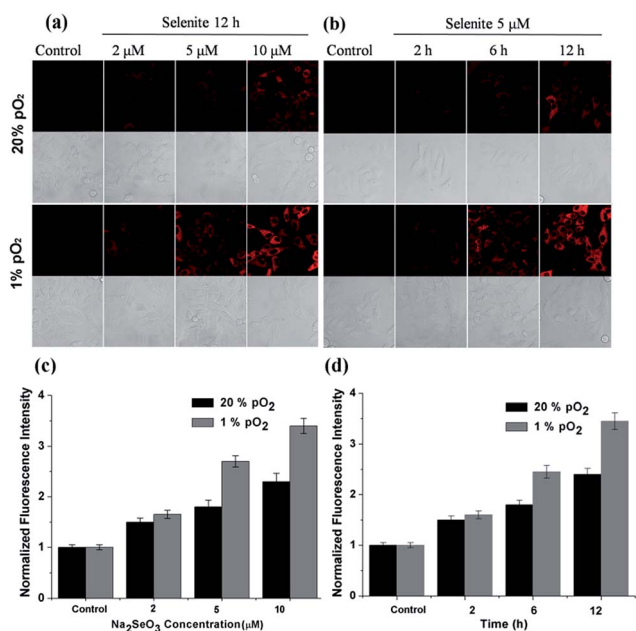 (a)
Selenite 12 h
Control 2 μM 5 μM 10 μM
(b)
Selenite 5 μM
Control 2 h 6 h 12 h
20% pO₂
1% pO₂
(c)
Normalized Fluorescence Intensity
4
3
2
1
0
20 % pO₂
1 % pO₂
Control 2 5 10
Na₂SeO₃ Concentration(μM)
(d)
Normalized Fluorescence Intensity
4
3
2
1
0
20 % pO₂
1 % pO₂
Control 2 6 12
Time (h)